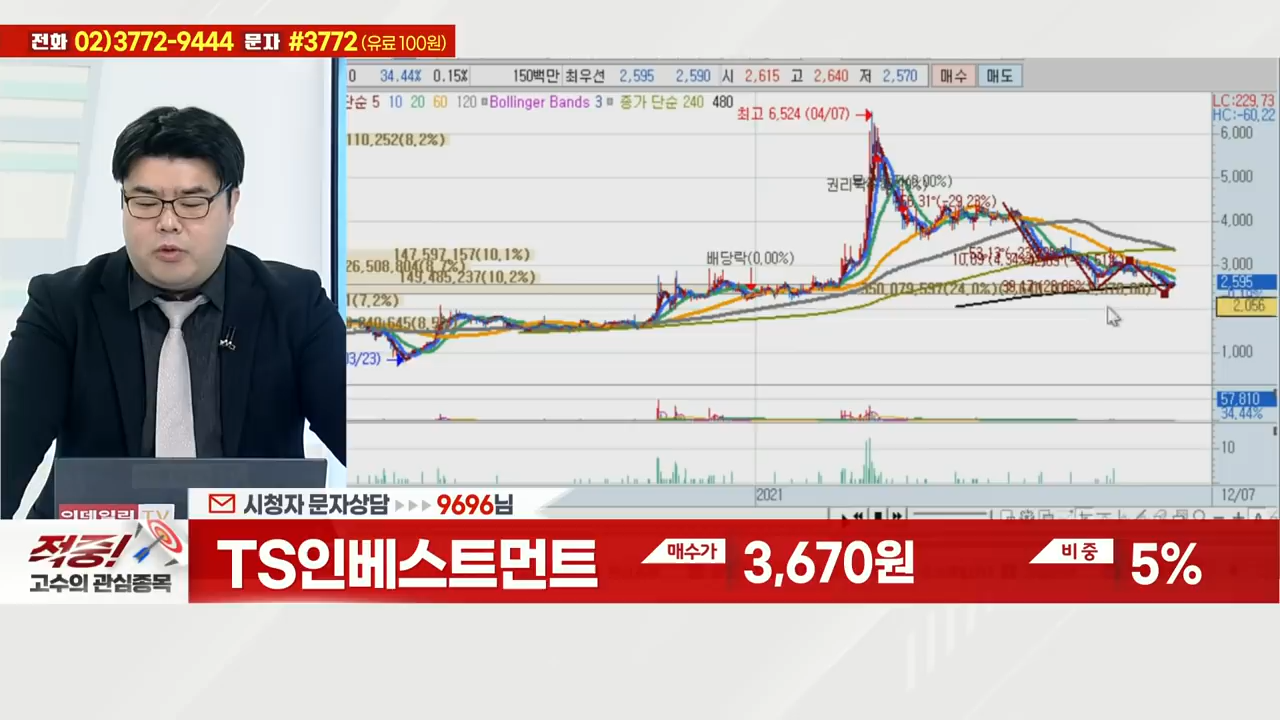 전화 02)3772-9444 문자 #3772 (유료 100원)
0 34.44% 0.15% 150백만 최우선 2,595 2,590 시 2,615 고 2,640 저 2,570 매수 매도
단순 5 10 20 60 120 Bollinger Bands 3 종가 단순 240 480
LC:229.73
HC:-60.22
최고 6,524 (04/07)
110,252(8.2%)
6,000
5,000
4,000
3,000
2,595
2,056
1,000
147,597,157(10.1%)
149,485,237(10.2%)
배당락(0.00%)
57,810
34.44%
10
2021
12/07
시청자 문자상담 9696님
이데일리 TV
적중!
고수의 관심종목
TS인베스트먼트 매수가 3,670원 비중 5%